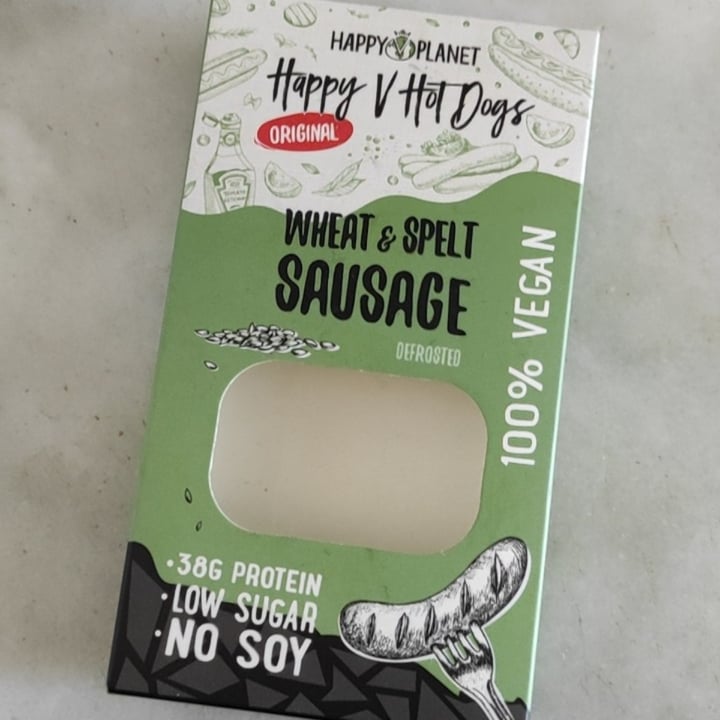 HAPPY PLANET
Happy V Hot Dogs
ORIGINAL
WHEAT & SPELT
SAUSAGE
DEFROSTED
100% VEGAN
•38G PROTEIN
•LOW SUGAR
•NO SOY